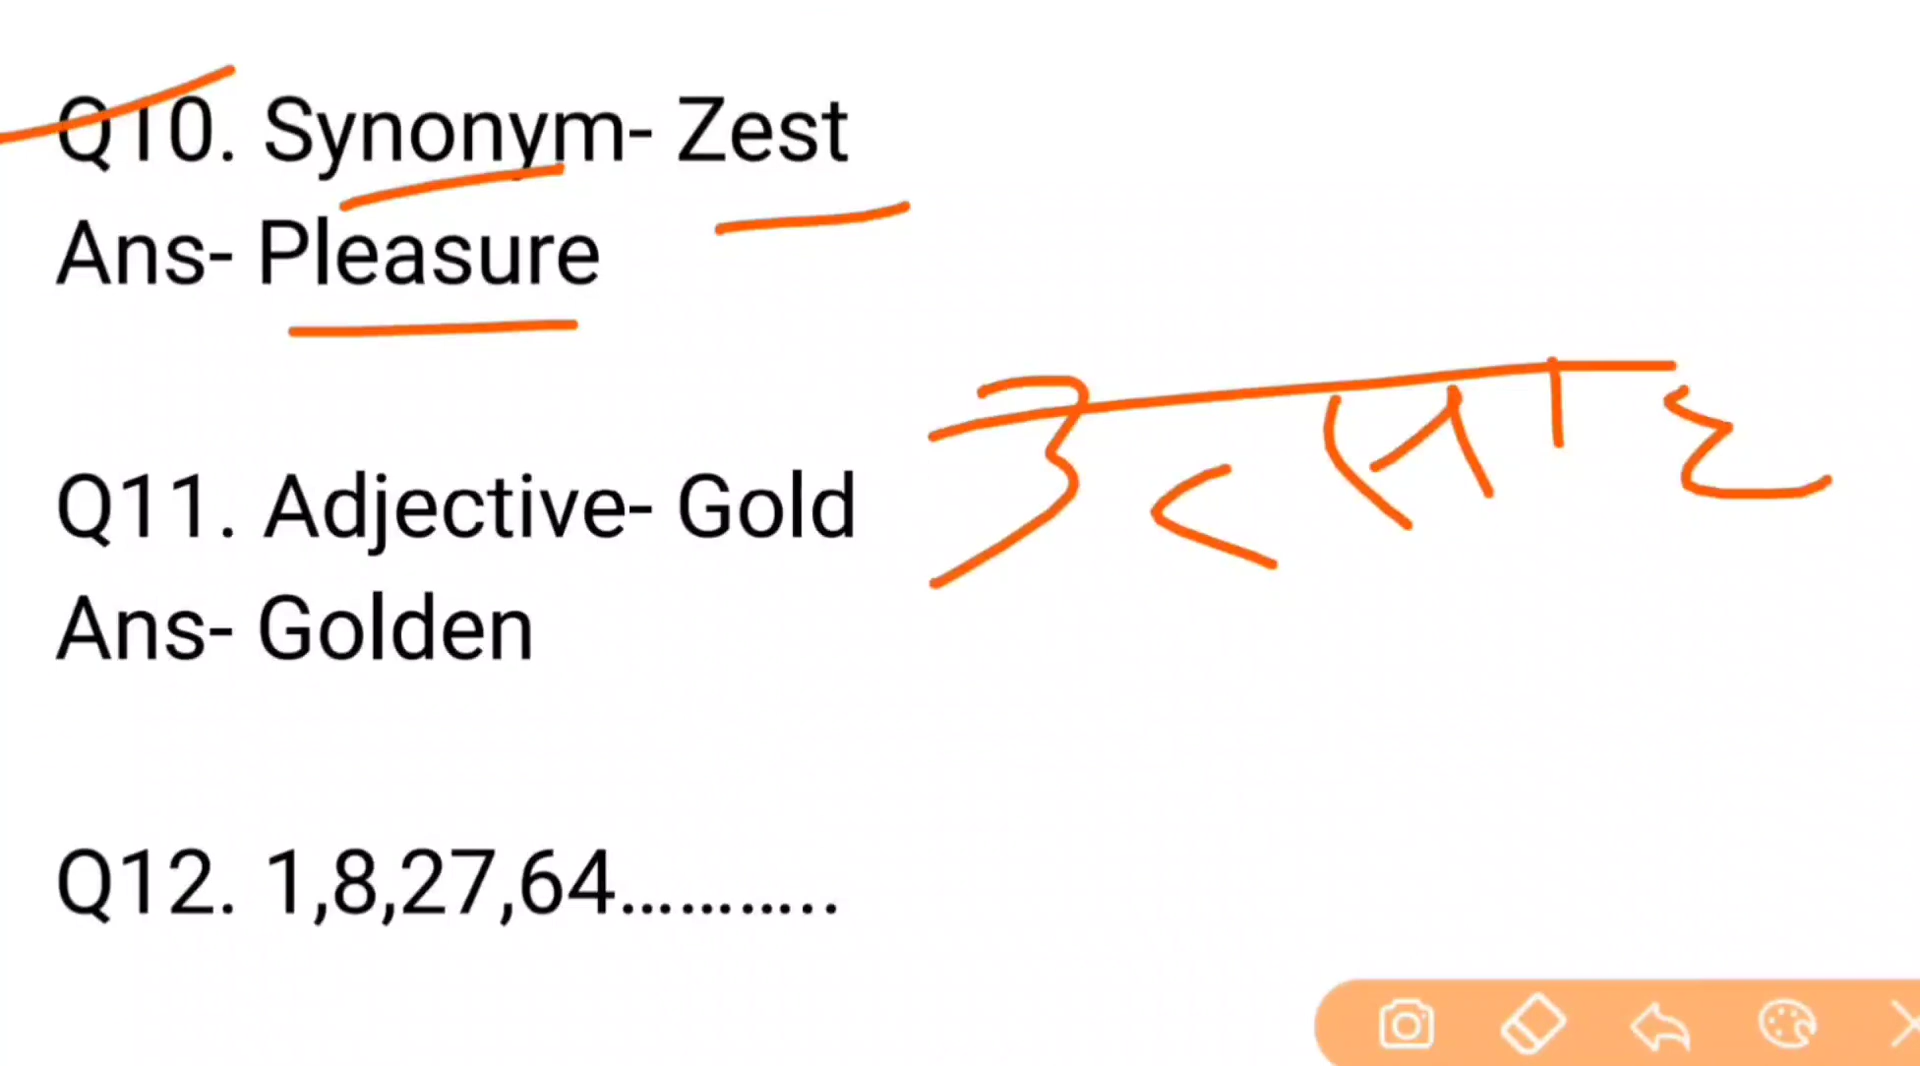 Q10. Synonym- Zest
Ans- Pleasure
उत्साह
Q11. Adjective- Gold
Ans- Golden
Q12. 1,8,27,64...........